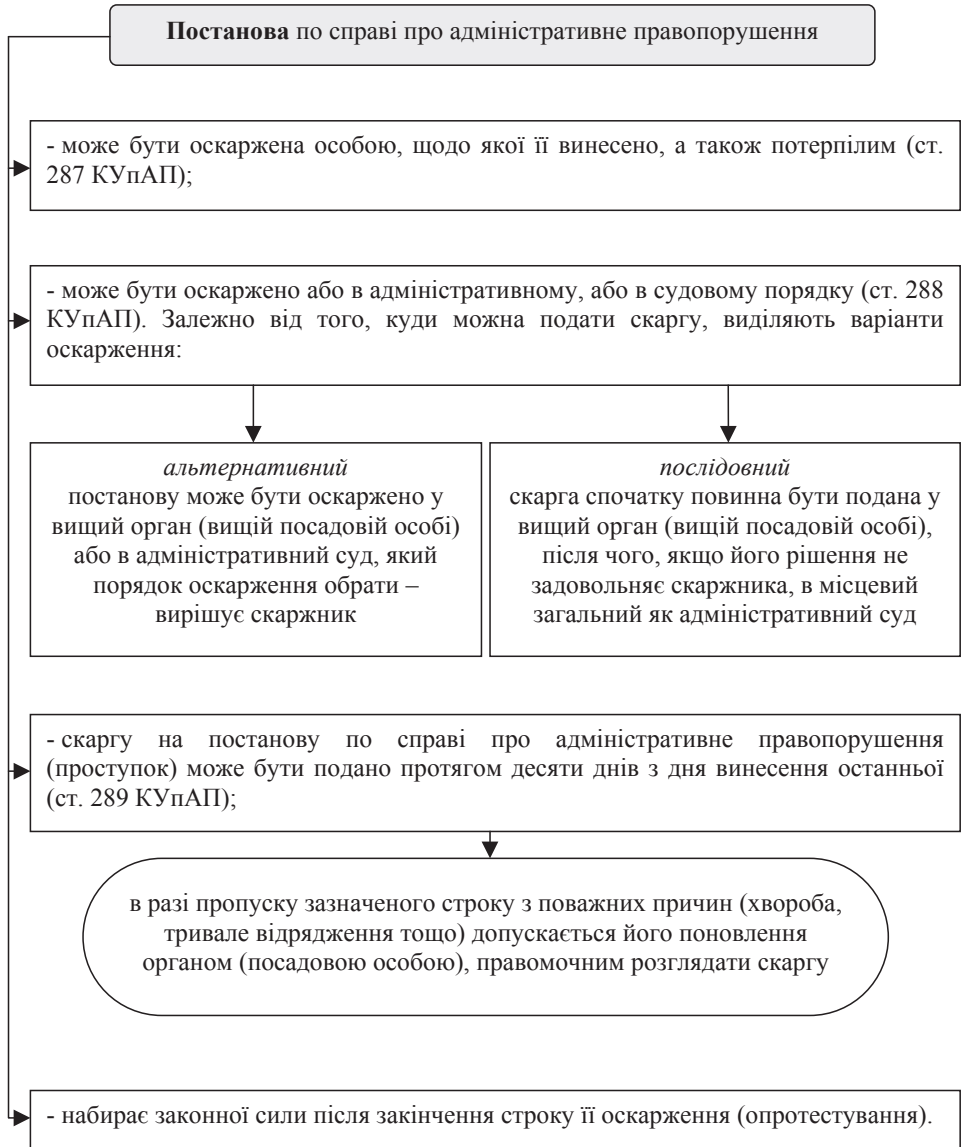 Постанова по справі про адміністративне правопорушення
- може бути оскаржена особою, щодо якої її винесено, а також потерпілим (ст.
287 КУпАП);
- може бути оскаржено або в адміністративному, або в судовому порядку (ст. 288
КУпАП). Залежно від того, куди можна подати скаргу, виділяють варіанти
оскарження:
альтернативний
постанову може бути оскаржено у
вищий орган (вищій посадовій особі)
або в адміністративний суд, який
порядок оскарження обрати –
вирішує скаржник
послідовний
скарга спочатку повинна бути подана у
вищий орган (вищій посадовій особі),
після чого, якщо його рішення не
задовольняє скаржника, в місцевий
загальний як адміністративний суд
- скаргу на постанову по справі про адміністративне правопорушення
(проступок) може бути подано протягом десяти днів з дня винесення останньої
(ст. 289 КУпАП);
в разі пропуску зазначеного строку з поважних причин (хвороба,
тривале відрядження тощо) допускається його поновлення
органом (посадовою особою), правомочним розглядати скаргу
- набирає законної сили після закінчення строку її оскарження (опротестування).